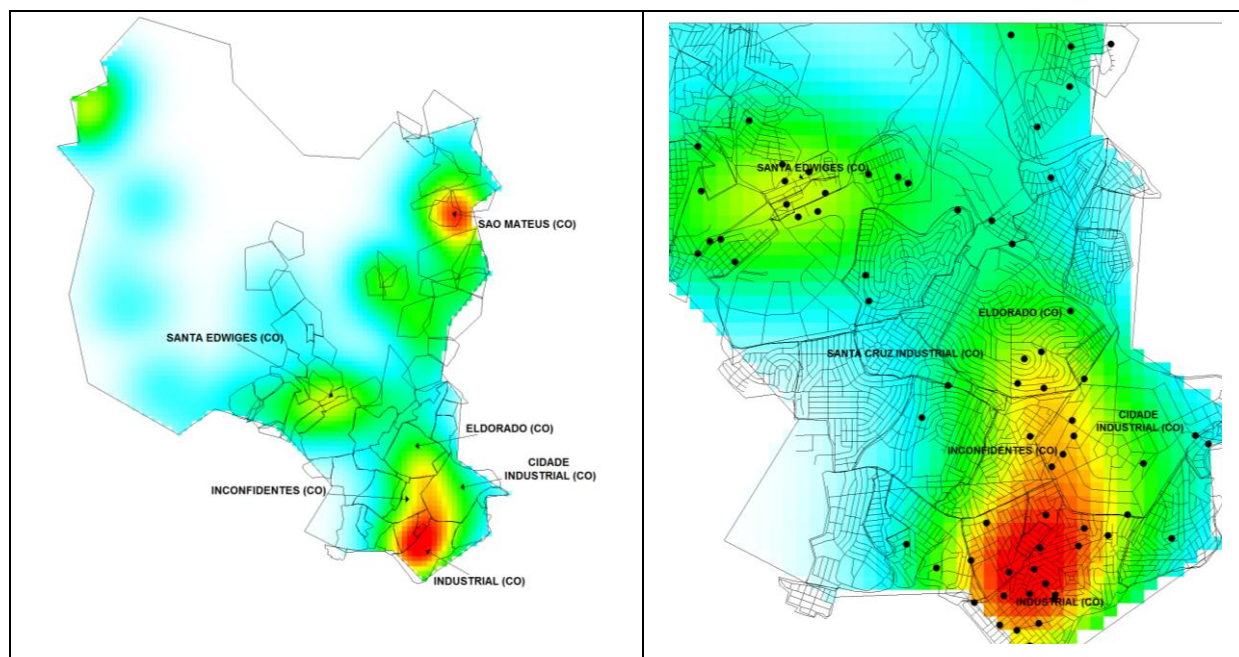 SAO MATEUS (CO)
SANTA EDWIGES (CO)
ELDORADO (CO)
CIDADE
INDUSTRIAL (CO)
INCONFIDENTES (CO)
INDUSTRIAL (CO)
SANTA EDWIGES (CO)
ELDORADO (CO)
SANTA CRUZ INDUSTRIAL (CO)
CIDADE
INDUSTRIAL (CO)
INCONFIDENTES (CO)
INDUSTRIAL (CO)